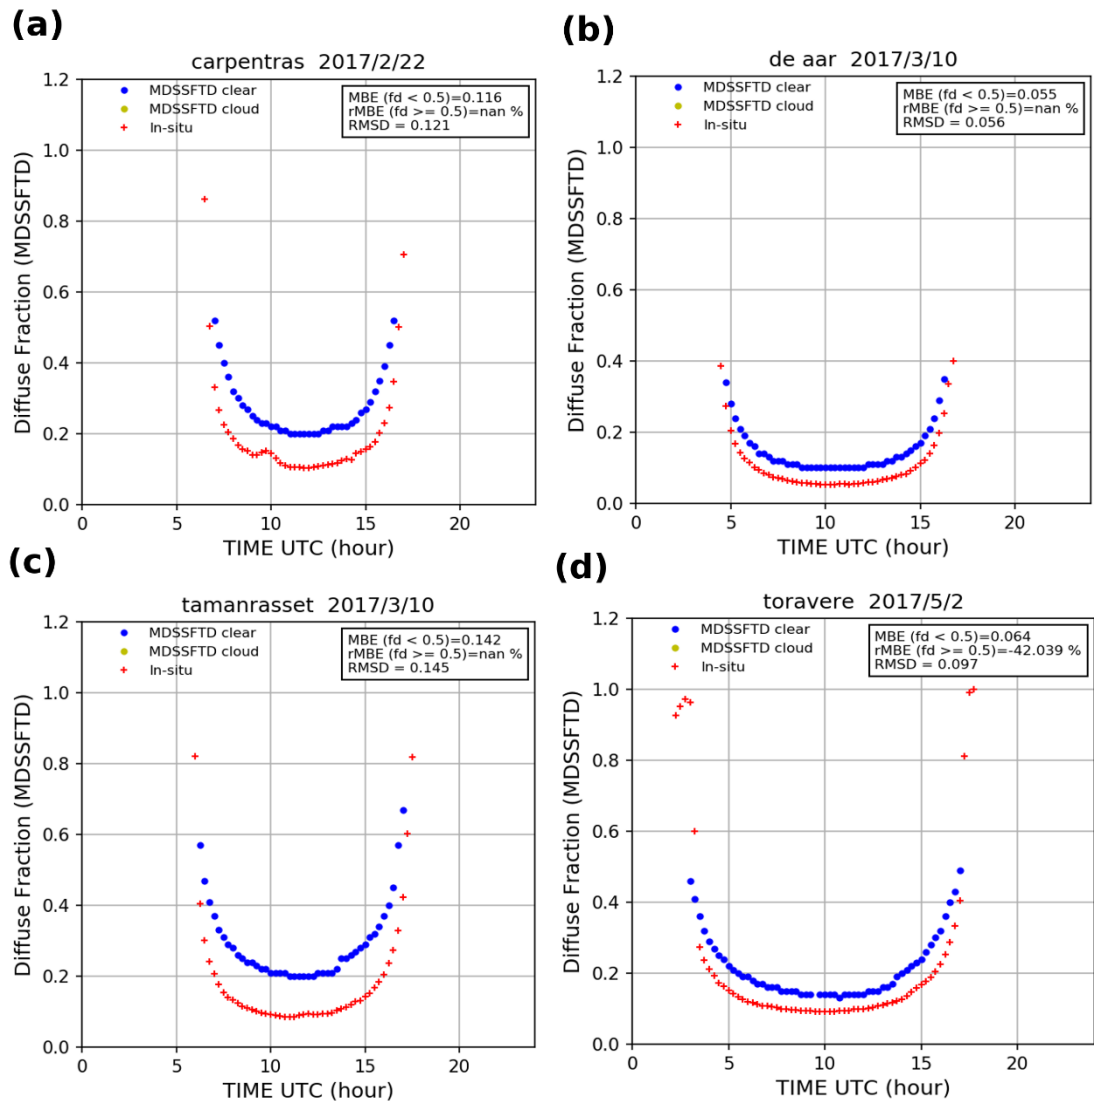 (a)
carpentras 2017/2/22
MDSSFTD clear
MDSSFTD cloud
In-situ
MBE (fd < 0.5)=0.116
rMBE (fd >= 0.5)=nan %
RMSD = 0.121
1.2
1.0
0.8
0.6
0.4
0.2
0.0
Diffuse Fraction (MDSSFTD)
0 5 10 15 20
TIME UTC (hour)
(b)
de aar 2017/3/10
MDSSFTD clear
MDSSFTD cloud
In-situ
MBE (fd < 0.5)=0.055
rMBE (fd >= 0.5)=nan %
RMSD = 0.056
1.2
1.0
0.8
0.6
0.4
0.2
0.0
Diffuse Fraction (MDSSFTD)
0 5 10 15 20
TIME UTC (hour)
(c)
tamanrasset 2017/3/10
MDSSFTD clear
MDSSFTD cloud
In-situ
MBE (fd < 0.5)=0.142
rMBE (fd >= 0.5)=nan %
RMSD = 0.145
1.2
1.0
0.8
0.6
0.4
0.2
0.0
Diffuse Fraction (MDSSFTD)
0 5 10 15 20
TIME UTC (hour)
(d)
toravere 2017/5/2
MDSSFTD clear
MDSSFTD cloud
In-situ
MBE (fd < 0.5)=0.064
rMBE (fd >= 0.5)=-42.039 %
RMSD = 0.097
1.2
1.0
0.8
0.6
0.4
0.2
0.0
Diffuse Fraction (MDSSFTD)
0 5 10 15 20
TIME UTC (hour)